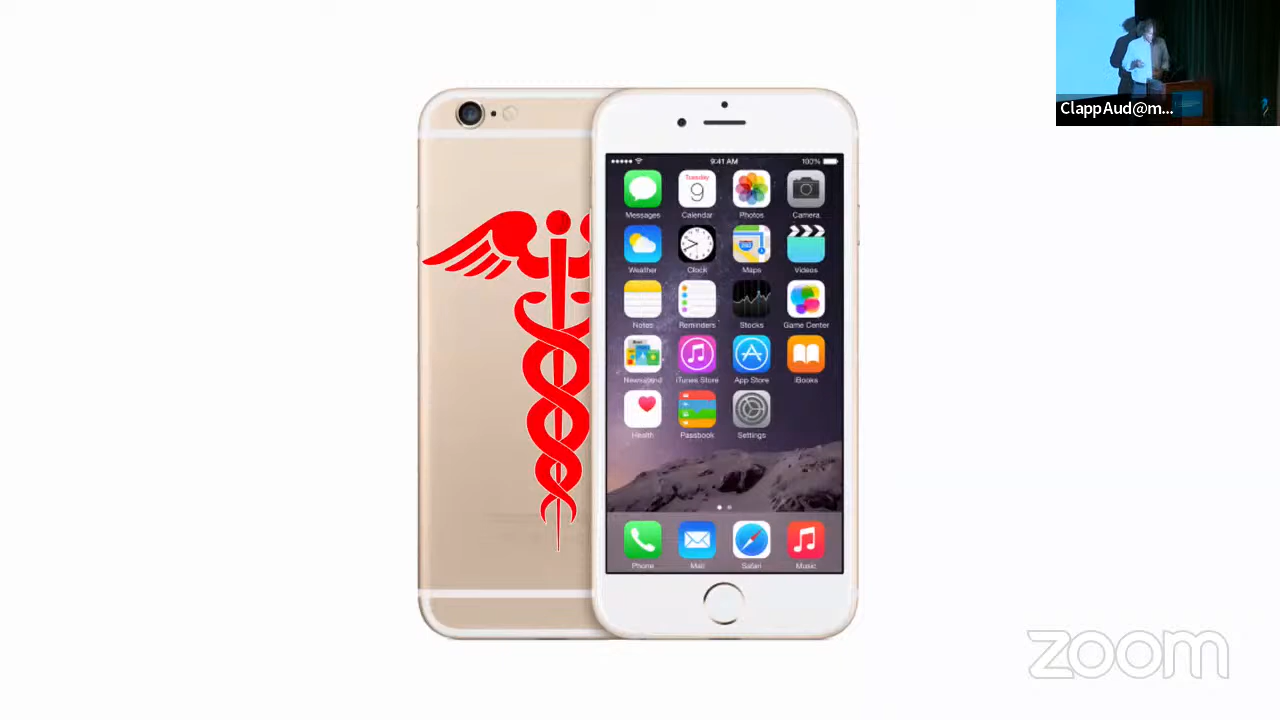 ClappAud@m...
9:41 AM 100%
Tuesday
9
Messages Calendar Photos Camera
Weather Clock Maps Videos
Notes Reminders Stocks Game Center
Newsstand iTunes Store App Store iBooks
Health Passbook Settings
Phone Mail Safari Music
zoom